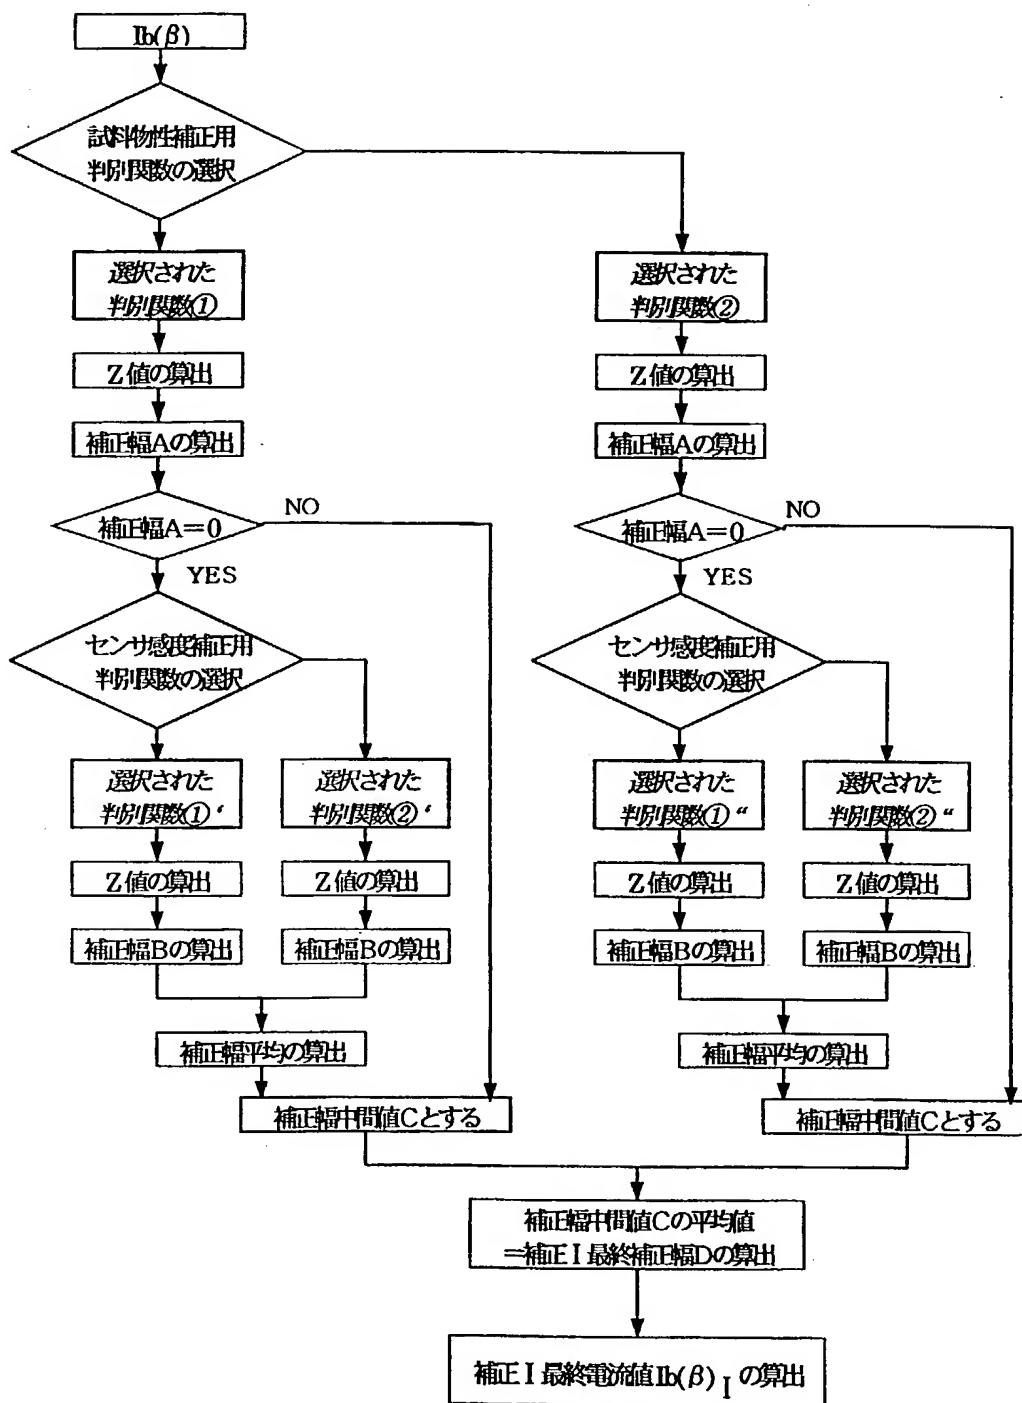 Ib(β)
試料物性補正用
判別関数の選択
選択された
判別関数①
Z値の算出
補正幅Aの算出
補正幅A=0
NO
YES
センサ感度補正用
判別関数の選択
選択された
判別関数①‘
Z値の算出
補正幅Bの算出
選択された
判別関数②‘
Z値の算出
補正幅Bの算出
補正幅平均の算出
補正幅中間値Cとする
選択された
判別関数②
Z値の算出
補正幅Aの算出
補正幅A=0
NO
YES
センサ感度補正用
判別関数の選択
選択された
判別関数①“
Z値の算出
補正幅Bの算出
選択された
判別関数②“
Z値の算出
補正幅Bの算出
補正幅平均の算出
補正幅中間値Cとする
補正幅中間値Cの平均値
=補正Ⅰ最終補正幅Dの算出
補正Ⅰ最終電流値Ib(β)Ⅰの算出